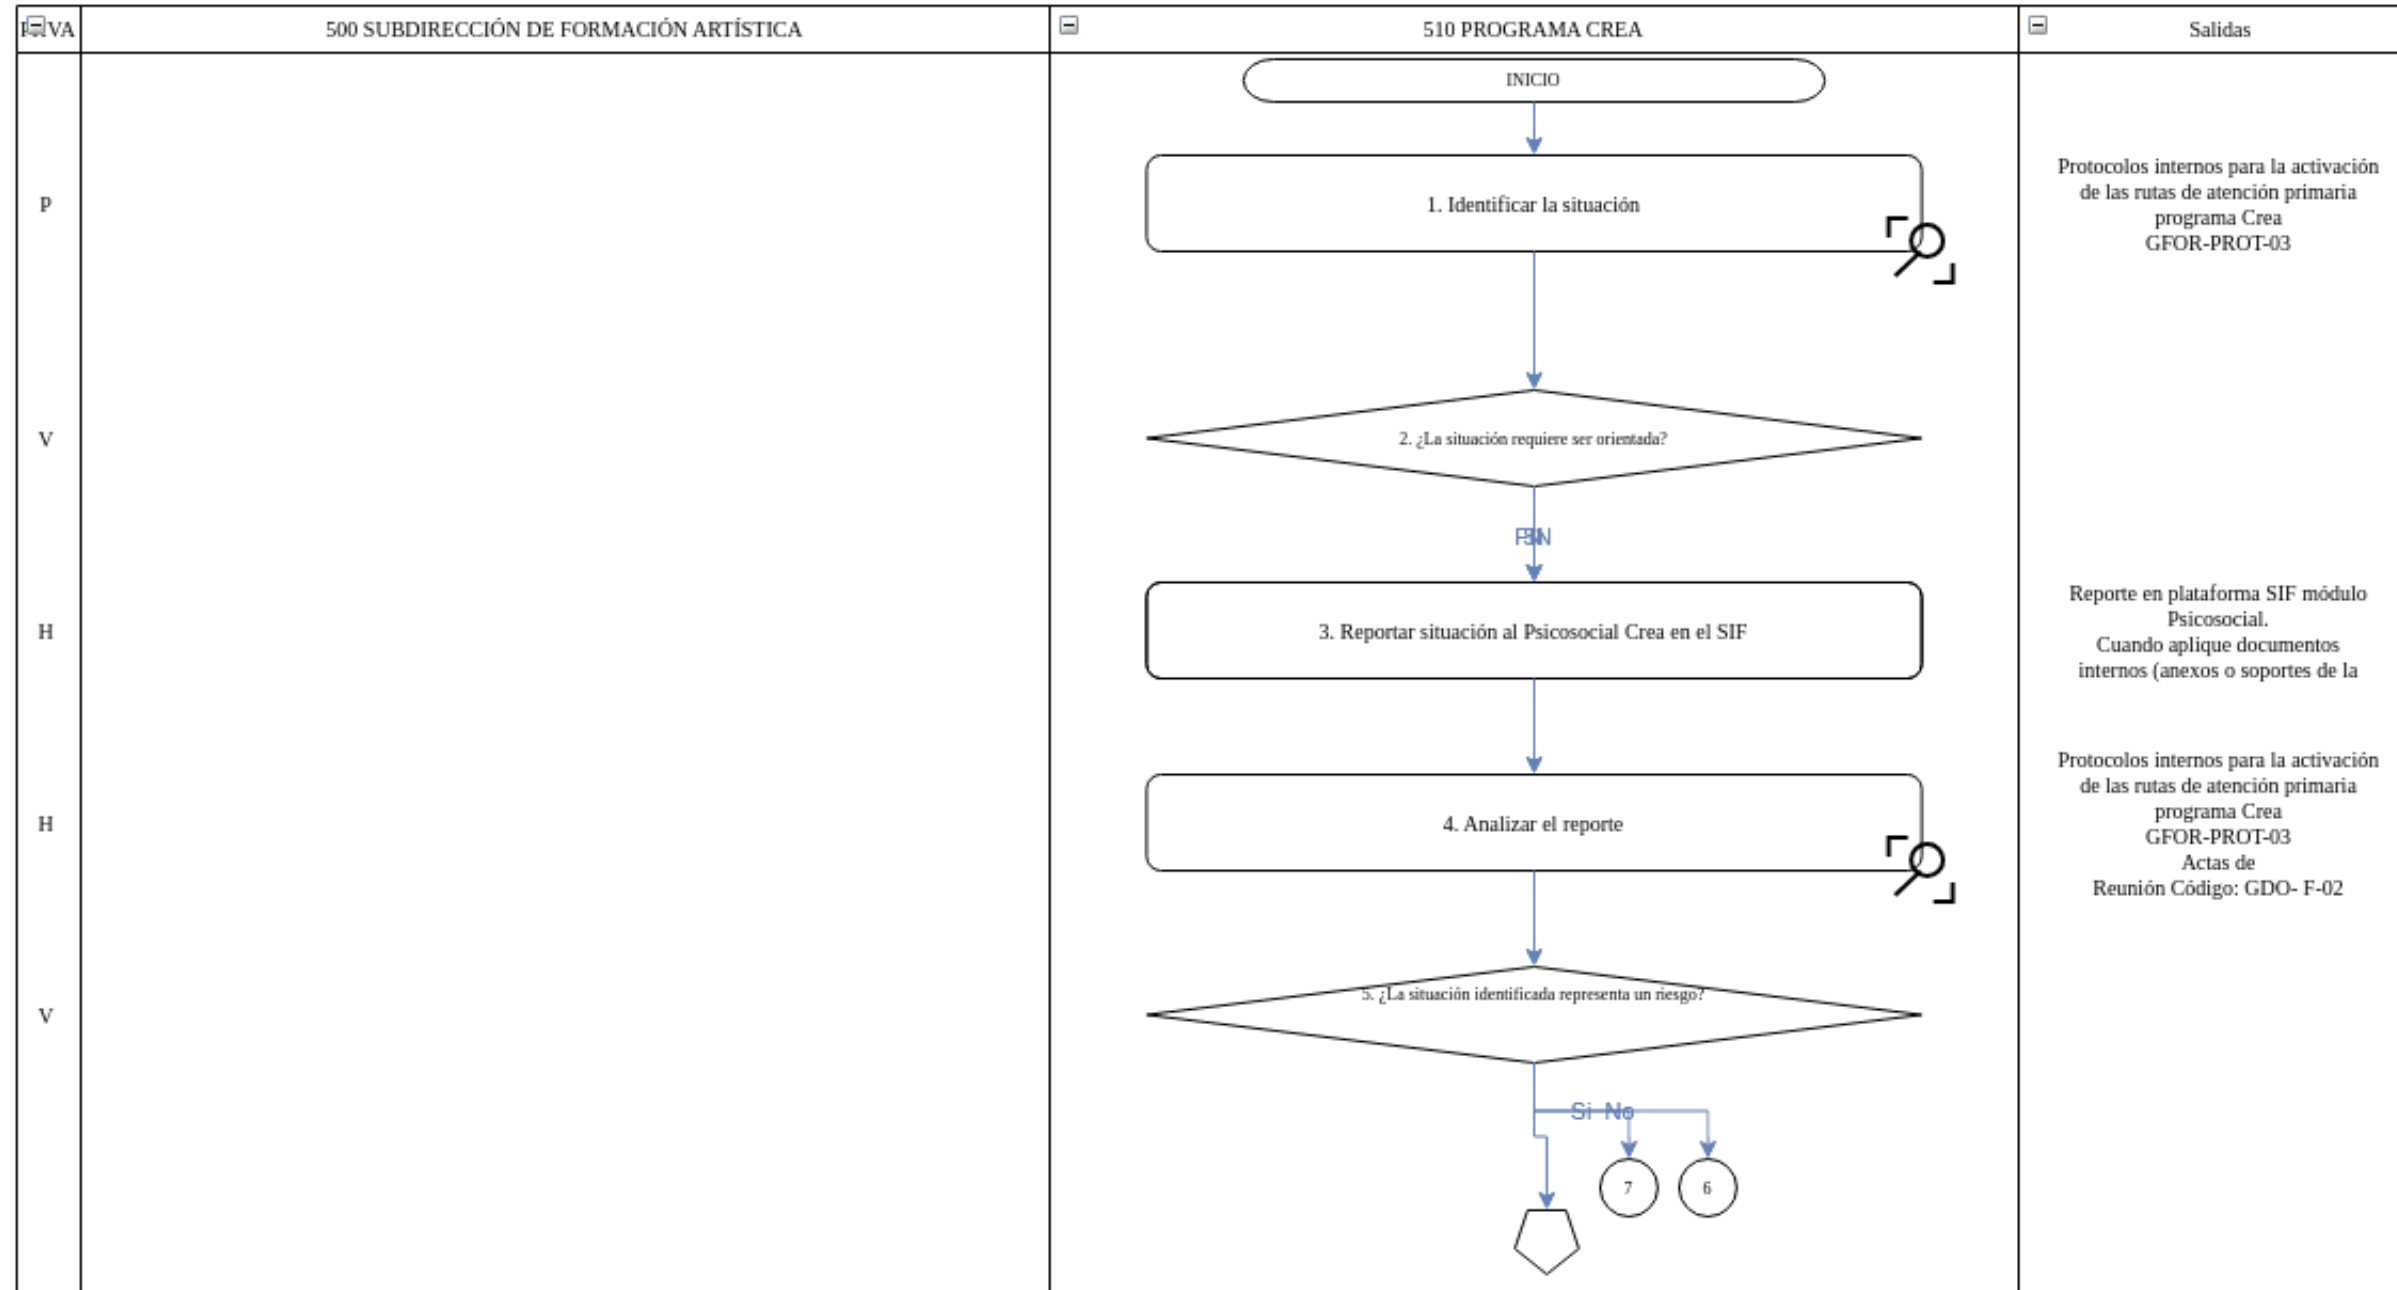 500 SUBDIRECCIÓN DE FORMACIÓN ARTÍSTICA
510 PROGRAMA CREA
Salidas
INICIO
P
1. Identificar la situación
Protocolos internos para la activación
de las rutas de atención primaria
programa Crea
GFOR-PROT-03
V
2. ¿La situación requiere ser orientada?
H
3. Reportar situación al Psicosocial Crea en el SIF
Reporte en plataforma SIF módulo
Psicosocial.
Cuando aplique documentos
internos (anexos o soportes de la
H
4. Analizar el reporte
Protocolos internos para la activación
de las rutas de atención primaria
programa Crea
GFOR-PROT-03
Actas de
Reunión Código: GDO- F-02
V
5. ¿La situación identificada representa un riesgo?
Si No
7
6